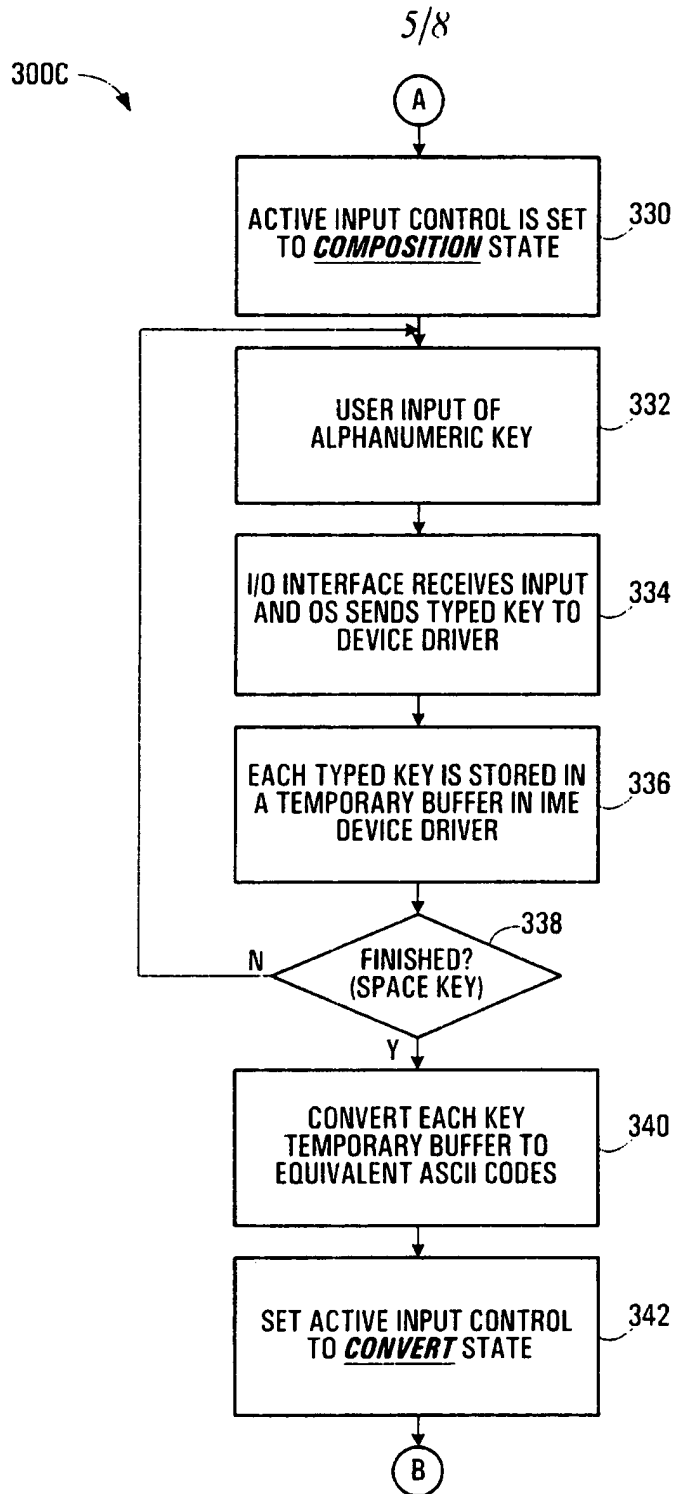 5/8
300C
A
ACTIVE INPUT CONTROL IS SET
TO COMPOSITION STATE
330
USER INPUT OF
ALPHANUMERIC KEY
332
I/O INTERFACE RECEIVES INPUT
AND OS SENDS TYPED KEY TO
DEVICE DRIVER
334
EACH TYPED KEY IS STORED IN
A TEMPORARY BUFFER IN IME
DEVICE DRIVER
336
338
FINISHED?
(SPACE KEY)
N
Y
CONVERT EACH KEY
TEMPORARY BUFFER TO
EQUIVALENT ASCII CODES
340
SET ACTIVE INPUT CONTROL
TO CONVERT STATE
342
B